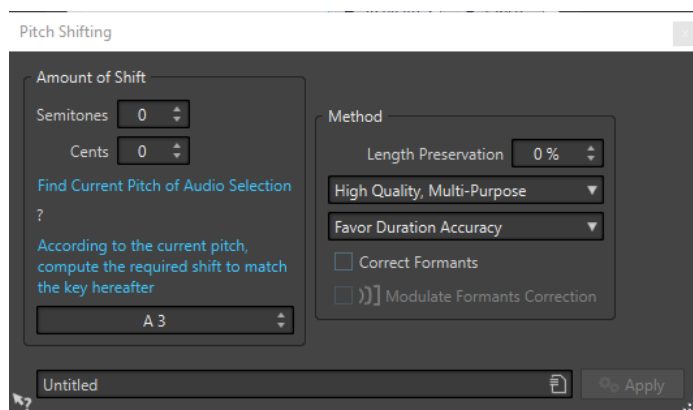 Pitch Shifting
Amount of Shift
Semitones 0
Cents 0
Find Current Pitch of Audio Selection
?
According to the current pitch,
compute the required shift to match
the key hereafter
A 3
Method
Length Preservation 0 %
High Quality, Multi-Purpose
Favor Duration Accuracy
Correct Formants
Modulate Formants Correction
Untitled
Apply